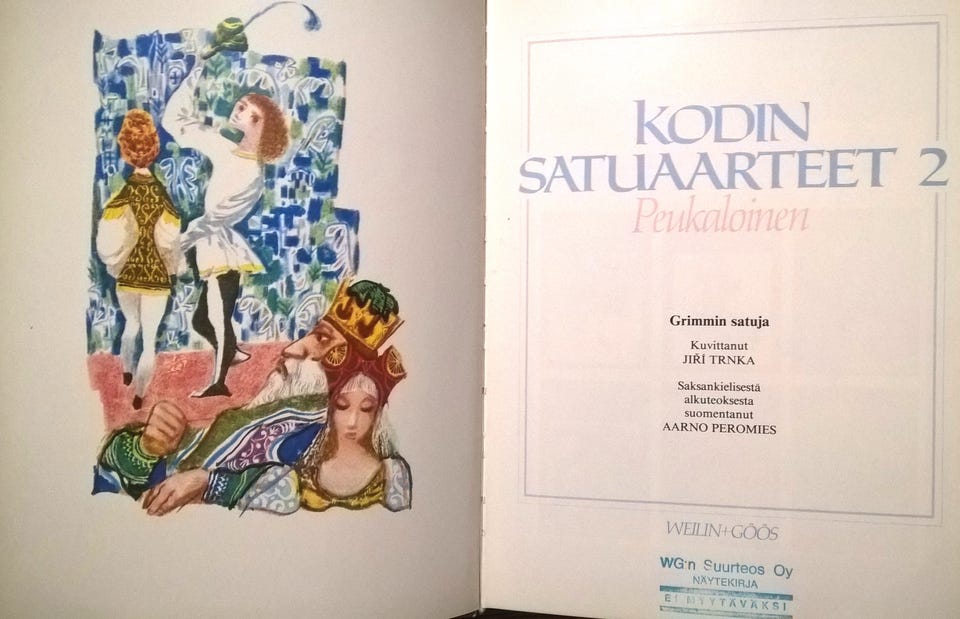 KODIN
SATUAARTEET 2
Peukaloinen
Grimmin satuja
Kuvittanut
JIŘÍ TRNKA
Saksankielisestä
alkuteoksesta
suomentanut
AARNO PEROMIES
WEILIN+GÖÖS
WG:n Suurteos Oy
NÄYTEKIRJA
EI MYYTÄVÄKSI